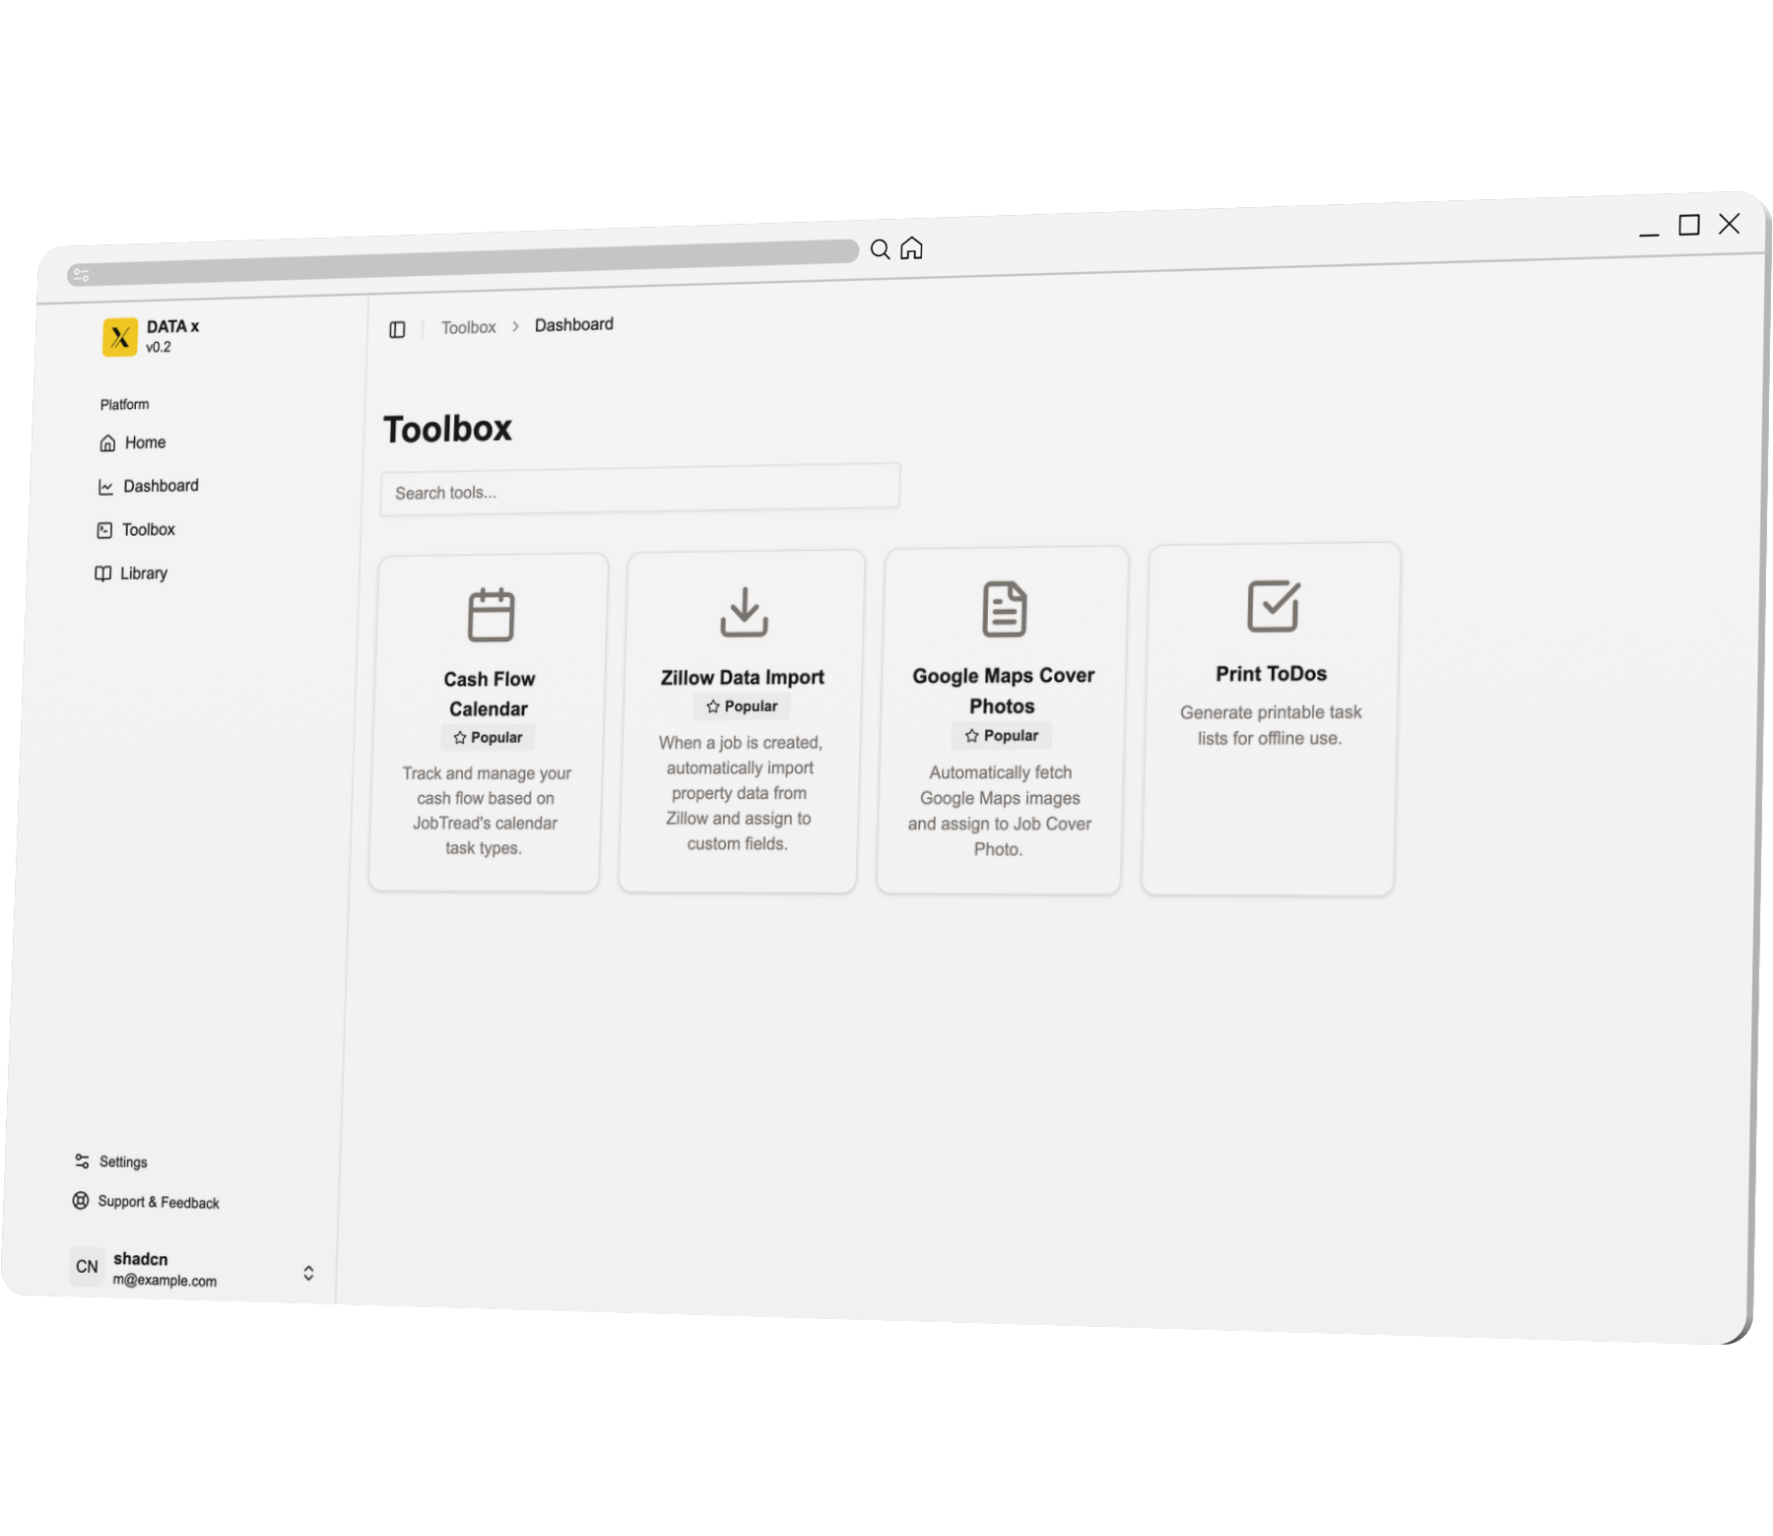 DATA x
v0.2
Platform
Home
Dashboard
Toolbox
Library
Settings
Support & Feedback
CN
shadcn
m@example.com
Toolbox > Dashboard
Toolbox
Search tools...
Cash Flow
Calendar
Popular
Track and manage your
cash flow based on
JobTread's calendar
task types.
Zillow Data Import
Popular
When a job is created,
automatically import
property data from
Zillow and assign to
custom fields.
Google Maps Cover
Photos
Popular
Automatically fetch
Google Maps images
and assign to Job Cover
Photo.
Print ToDos
Generate printable task
lists for offline use.